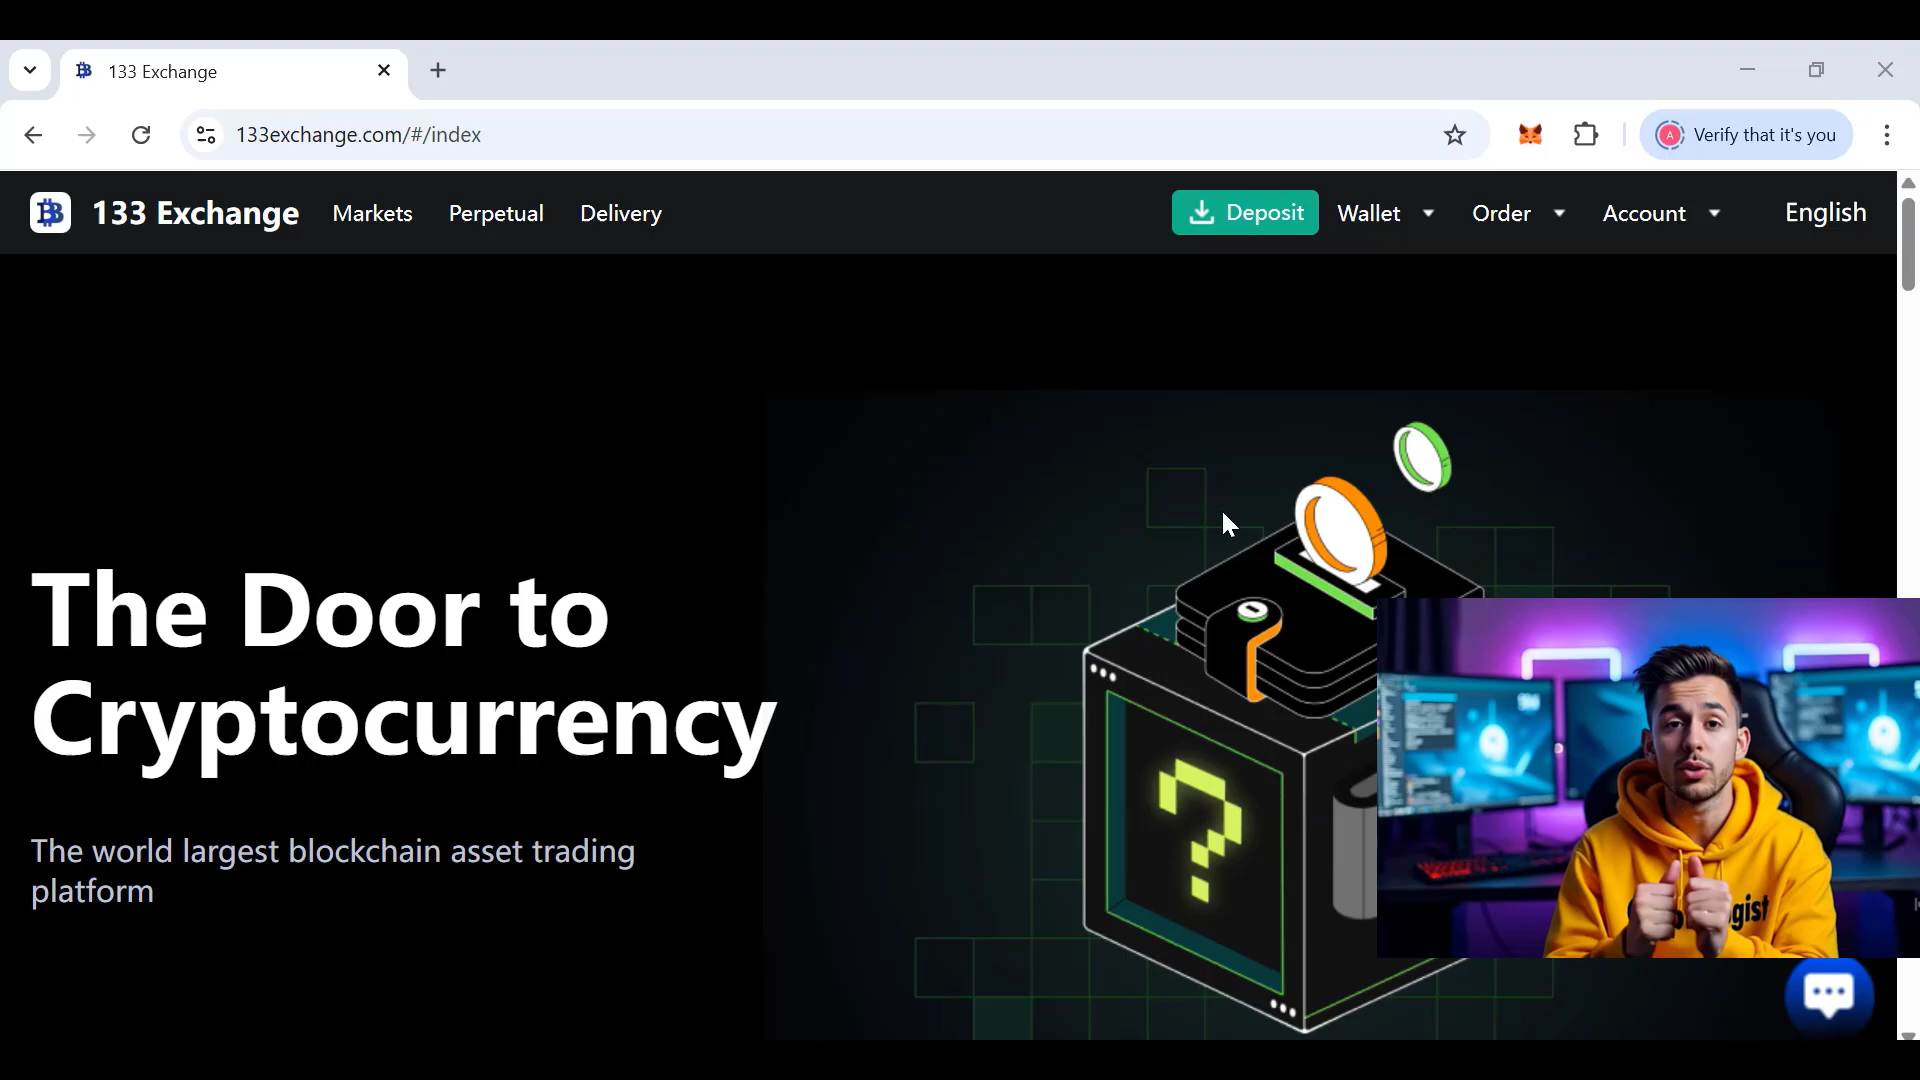 133 Exchange
133exchange.com/#/index
Verify that it's you
A
133 Exchange
Markets
Perpetual
Delivery
Deposit
Wallet
Order
Account
English
The Door to
Cryptocurrency
The world largest blockchain asset trading
platform